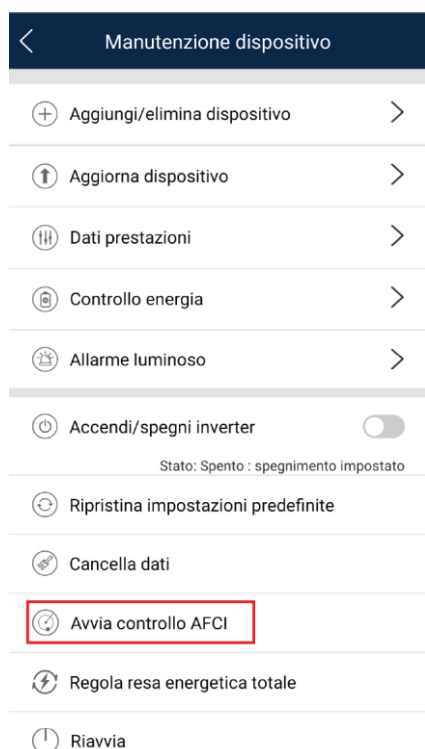 Manutenzione dispositivo
Aggiungi/elimina dispositivo
Aggiorna dispositivo
Dati prestazioni
Controllo energia
Allarme luminoso
Accendi/spegni inverter
Stato: Spento : spegnimento impostato
Ripristina impostazioni predefinite
Cancella dati
Avvia controllo AFCI
Regola resa energetica totale
Riavvia